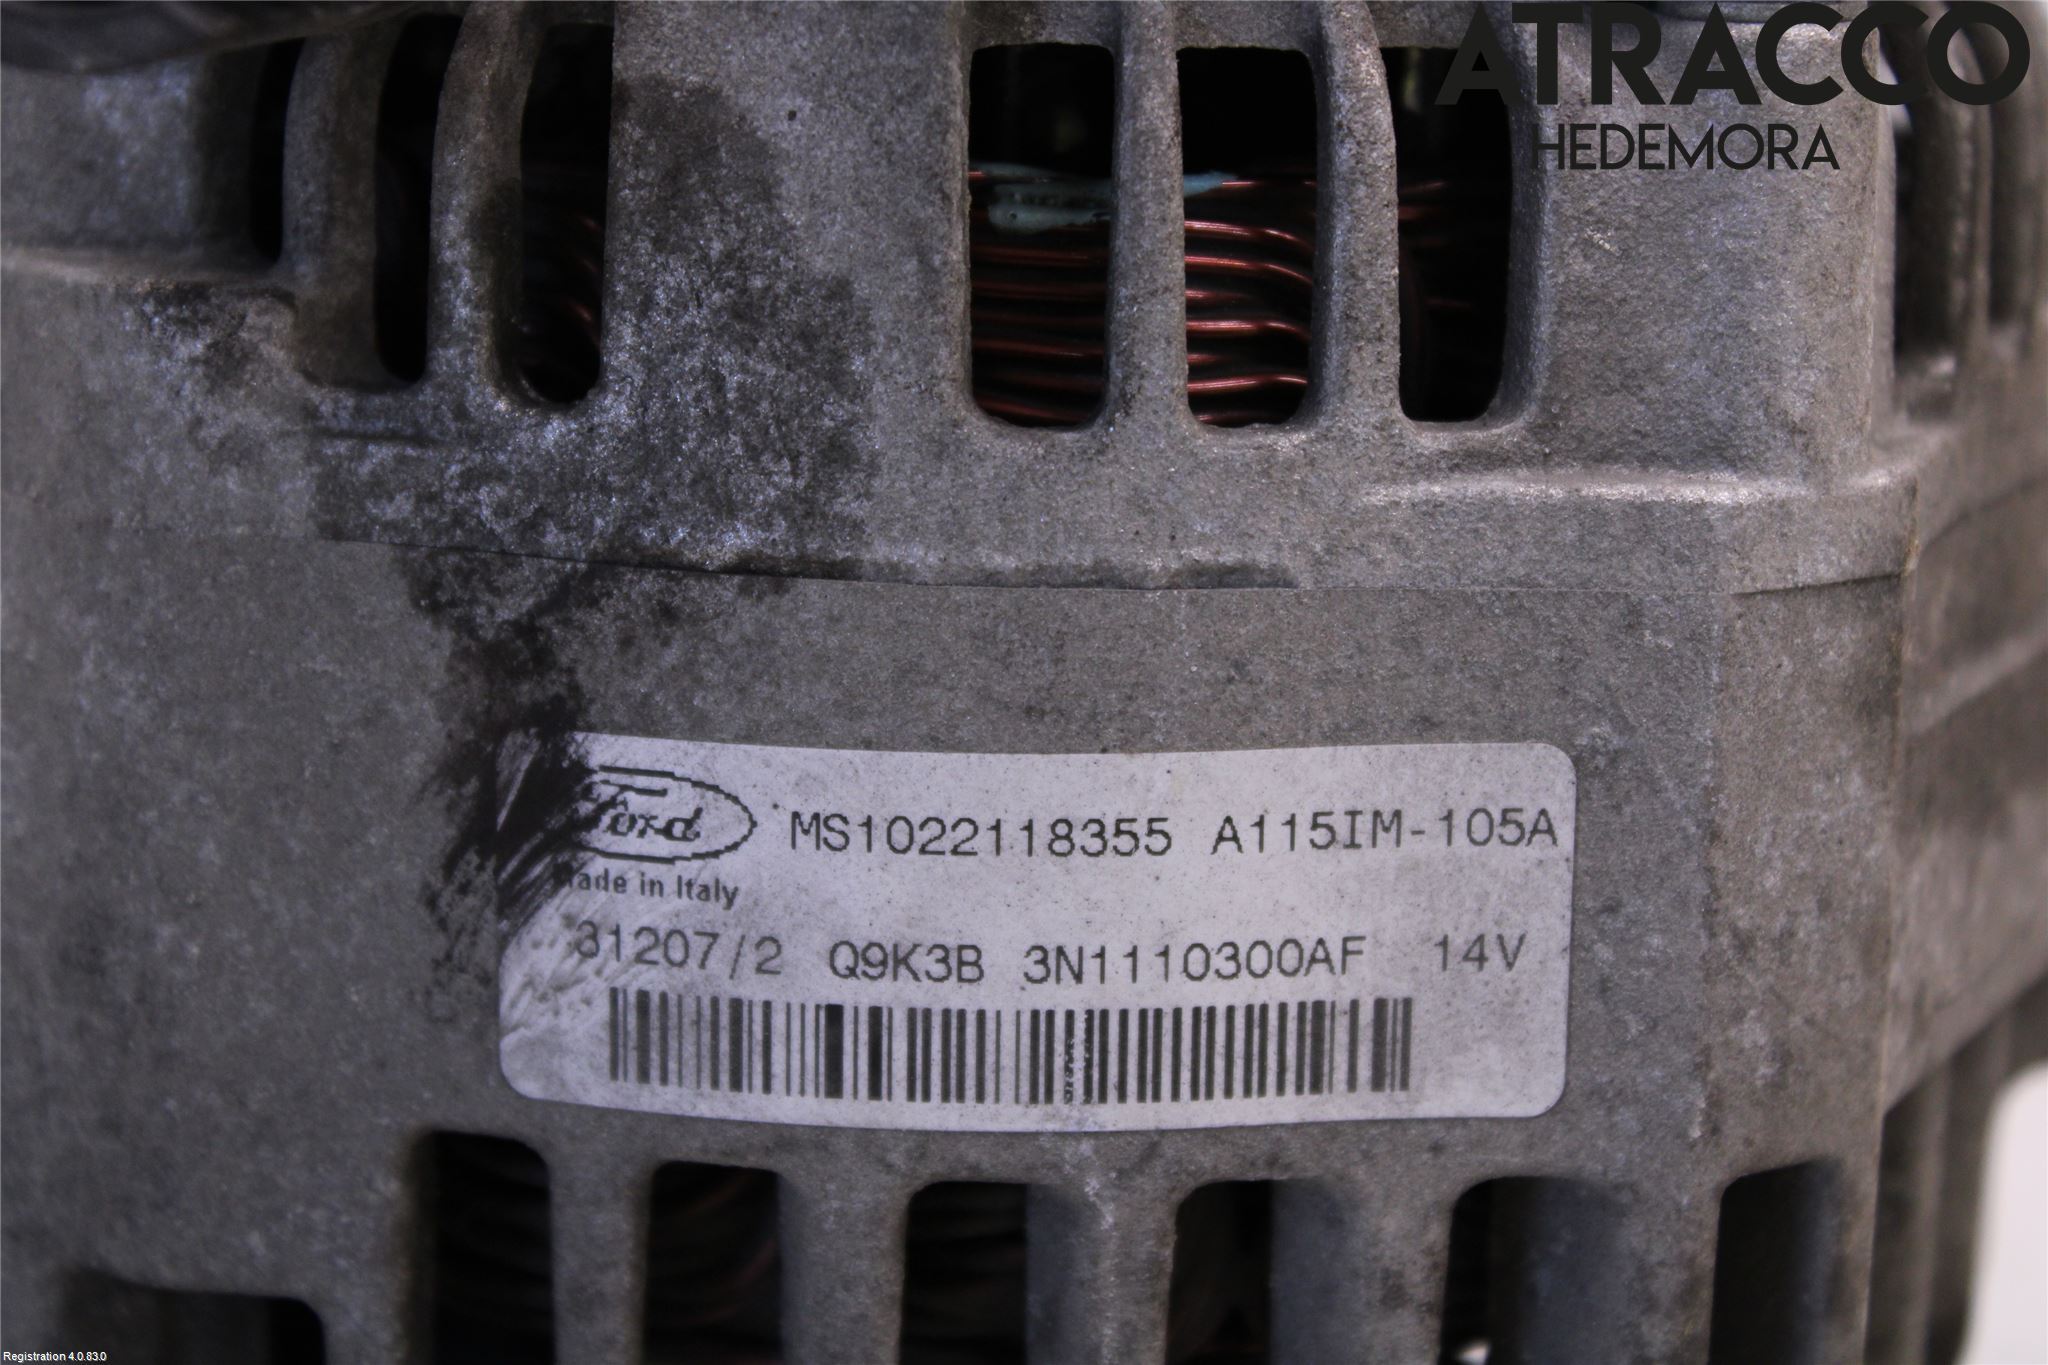 ATRACCO
HEDEMORA
Ford MS1022118355 A115IM-105A
Made in Italy
31207/2 Q9K3B 3N1110300AF 14V
Registration 4.0.83.0